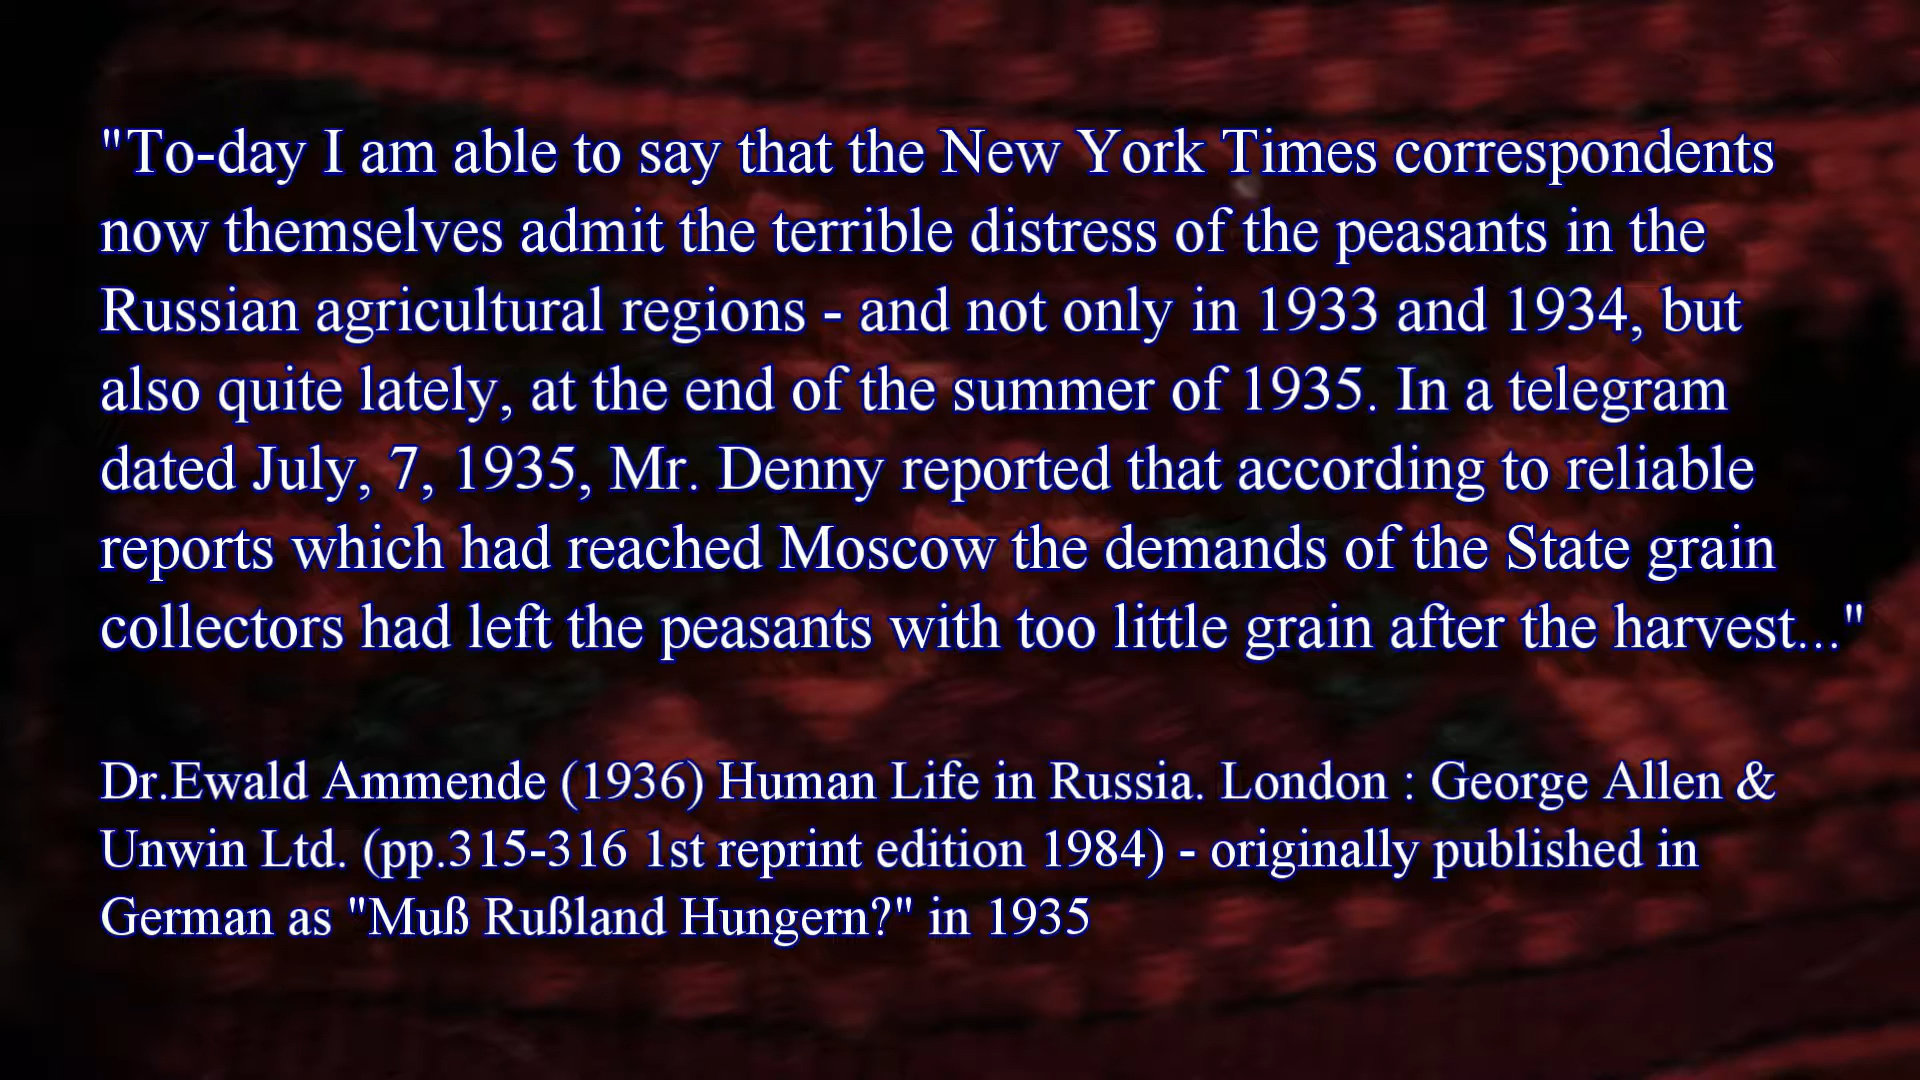 "To-day I am able to say that the New York Times correspondents
now themselves admit the terrible distress of the peasants in the
Russian agricultural regions - and not only in 1933 and 1934, but
also quite lately, at the end of the summer of 1935. In a telegram
dated July, 7, 1935, Mr. Denny reported that according to reliable
reports which had reached Moscow the demands of the State grain
collectors had left the peasants with too little grain after the harvest..."
Dr.Ewald Ammende (1936) Human Life in Russia. London : George Allen &
Unwin Ltd. (pp.315-316 1st reprint edition 1984) - originally published in
German as "Muß Rußland Hungern?" in 1935